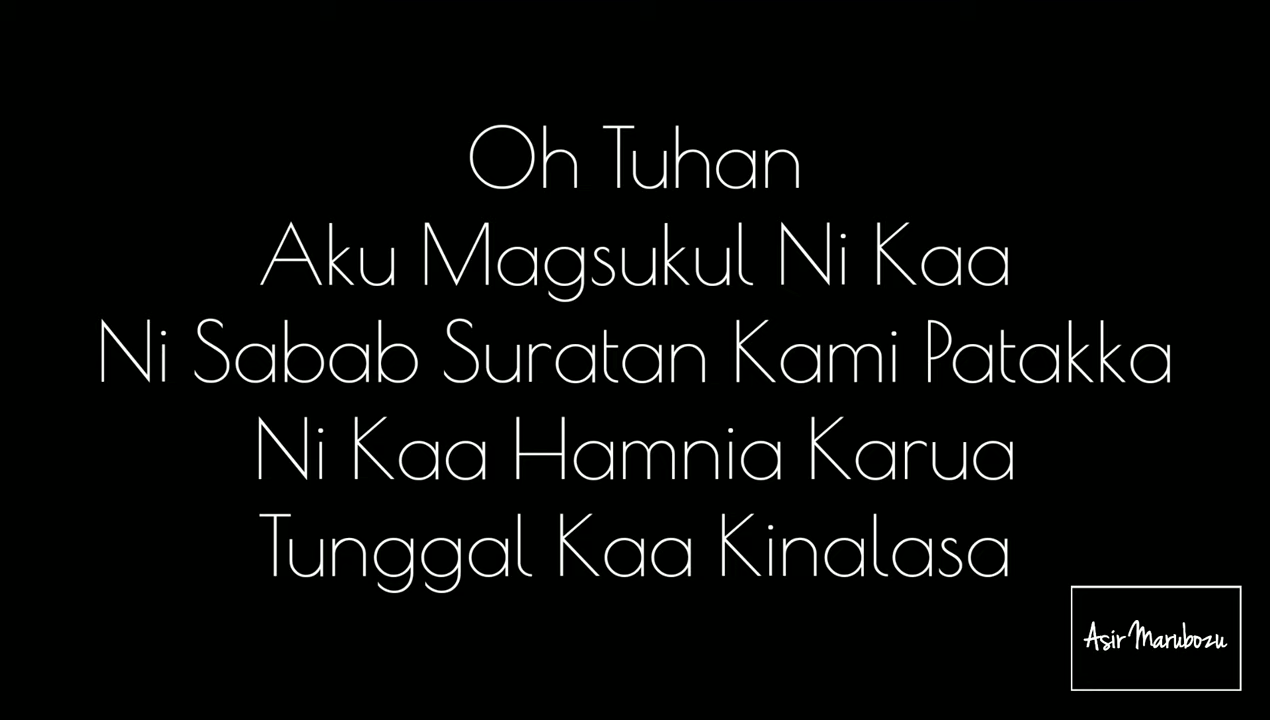 Oh Tuhan
Aku Magsukul Ni Kaa
Ni Sabab Suratan Kami Patakka
Ni Kaa Hamnia Karua
Tunggal Kaa Kinalasa
Asir Marubozu